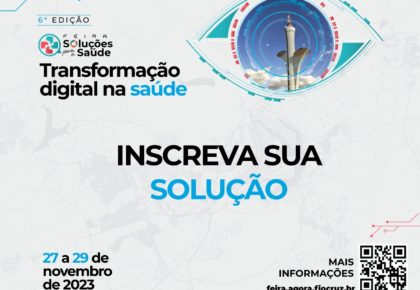 6ª EDIÇÃO
FEIRA
SOluções
para a
Saúde
Transformação
digital na saúde
INSCREVA SUA
SOLUÇÃO
27 a 29 de
novembro
de 2023
MAIS
INFORMAÇÕES
feira.agora.fiocruz.br